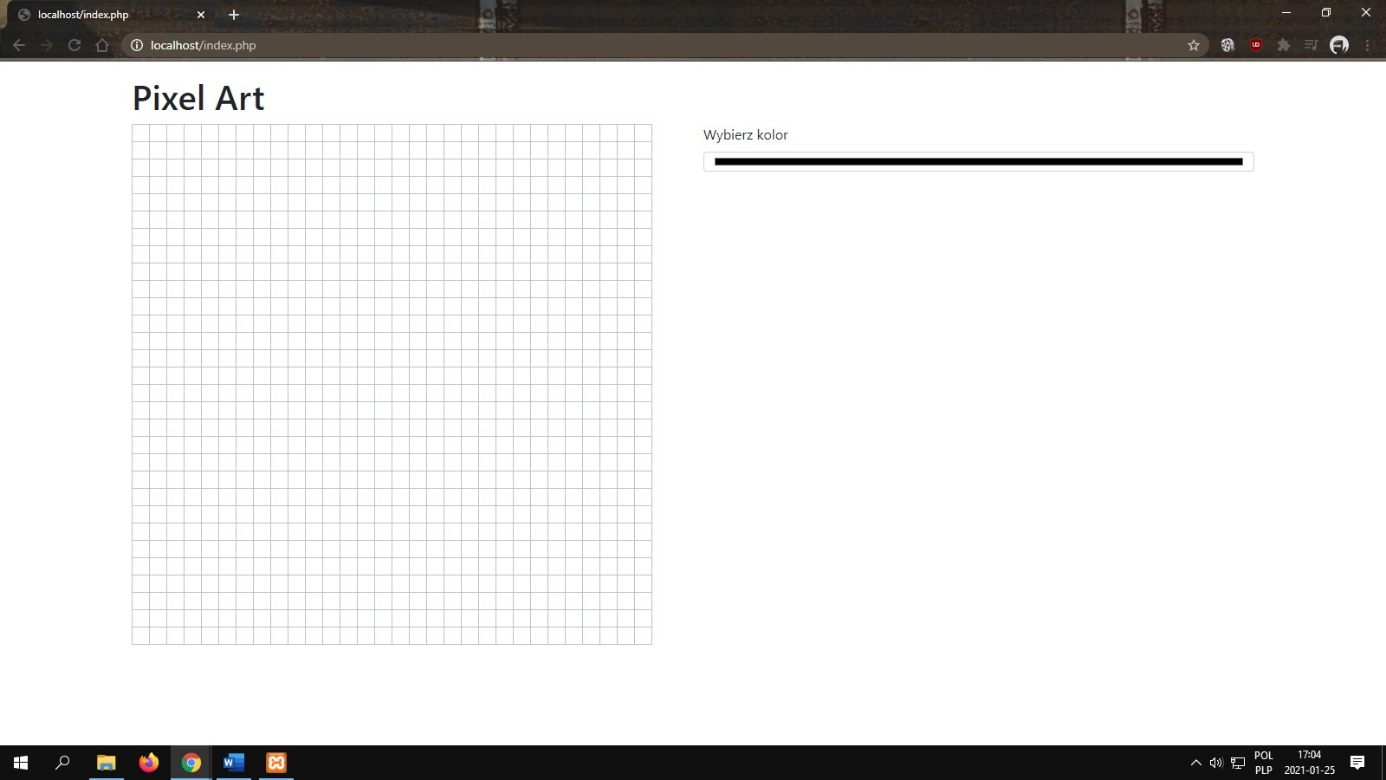 localhost/index.php
localhost/index.php
Pixel Art
Wybierz kolor
POL
PLP
17:04
2021-01-25